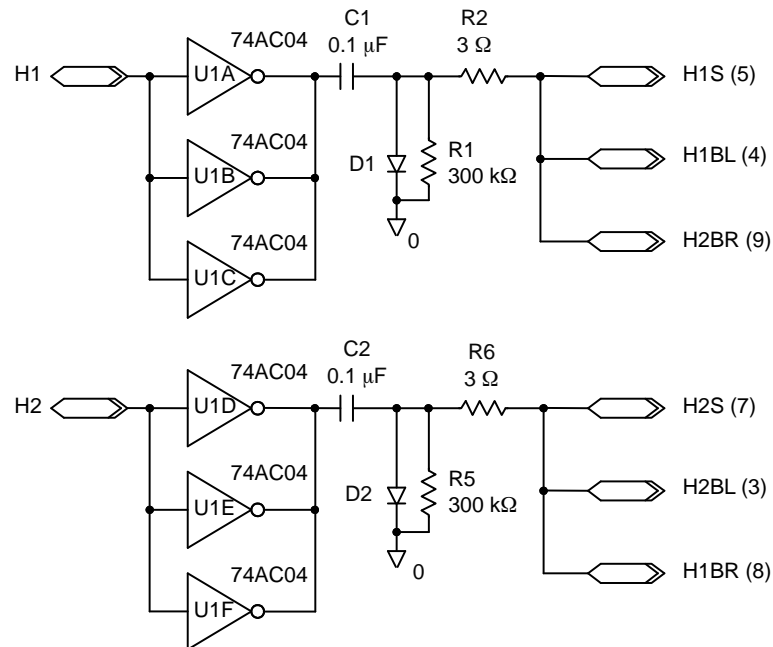 C1
R2
74AC04
0.1 μF
3 Ω
H1
U1A
H1S (5)
74AC04
D1
R1
300 kΩ
U1B
H1BL (4)
74AC04
0
U1C
H2BR (9)
C2
R6
74AC04
0.1 μF
3 Ω
H2
U1D
H2S (7)
74AC04
D2
R5
300 kΩ
U1E
H2BL (3)
74AC04
0
U1F
H1BR (8)